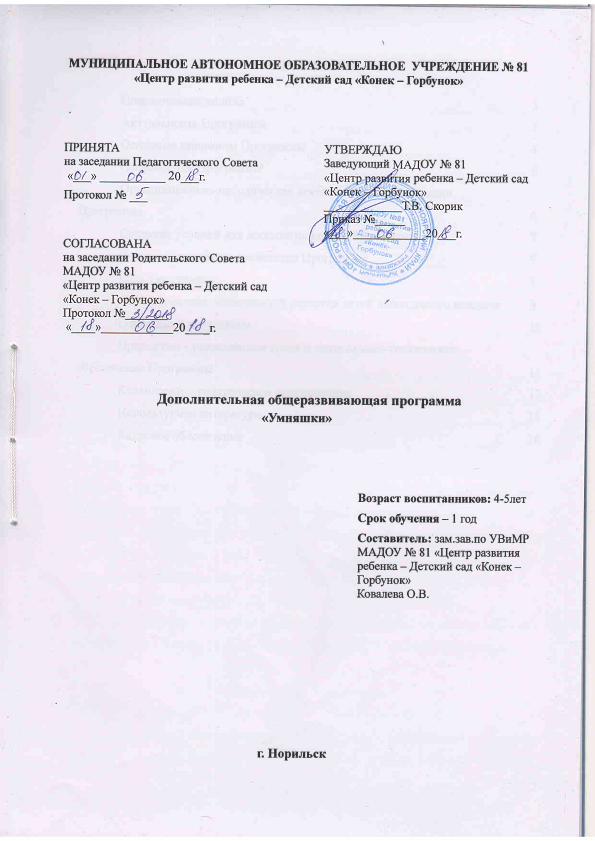 МУНИЦИПАЛЬНОЕ АВТОНОМНОЕ ОБРАЗОВАТЕЛЬНОЕ УЧРЕЖДЕНИЕ № 81
«Центр развития ребенка – Детский сад «Конек – Горбунок»
ПРИНЯТА
на заседании Педагогического Совета
«01» 06 2018г.
Протокол № 5
СОГЛАСОВАНА
на заседании Родительского Совета
МАДОУ № 81
«Центр развития ребенка – Детский сад
«Конек – Горбунок»
Протокол № 3/2018
«18» 06 2018г.
УТВЕРЖДАЮ
Заведующий МАДОУ № 81
«Центр развития ребенка – Детский сад
«Конек – Горбунок»
Т.В. Скорик
Приказ №
«18» 06 2018г.
Дополнительная общеразвивающая программа
«Умняшки»
Возраст воспитанников: 4-5лет
Срок обучения – 1 год
Составитель: зам.зав.по УВиМР
МАДОУ № 81 «Центр развития
ребенка – Детский сад «Конек –
Горбунок»
Ковалева О.В.
г. Норильск